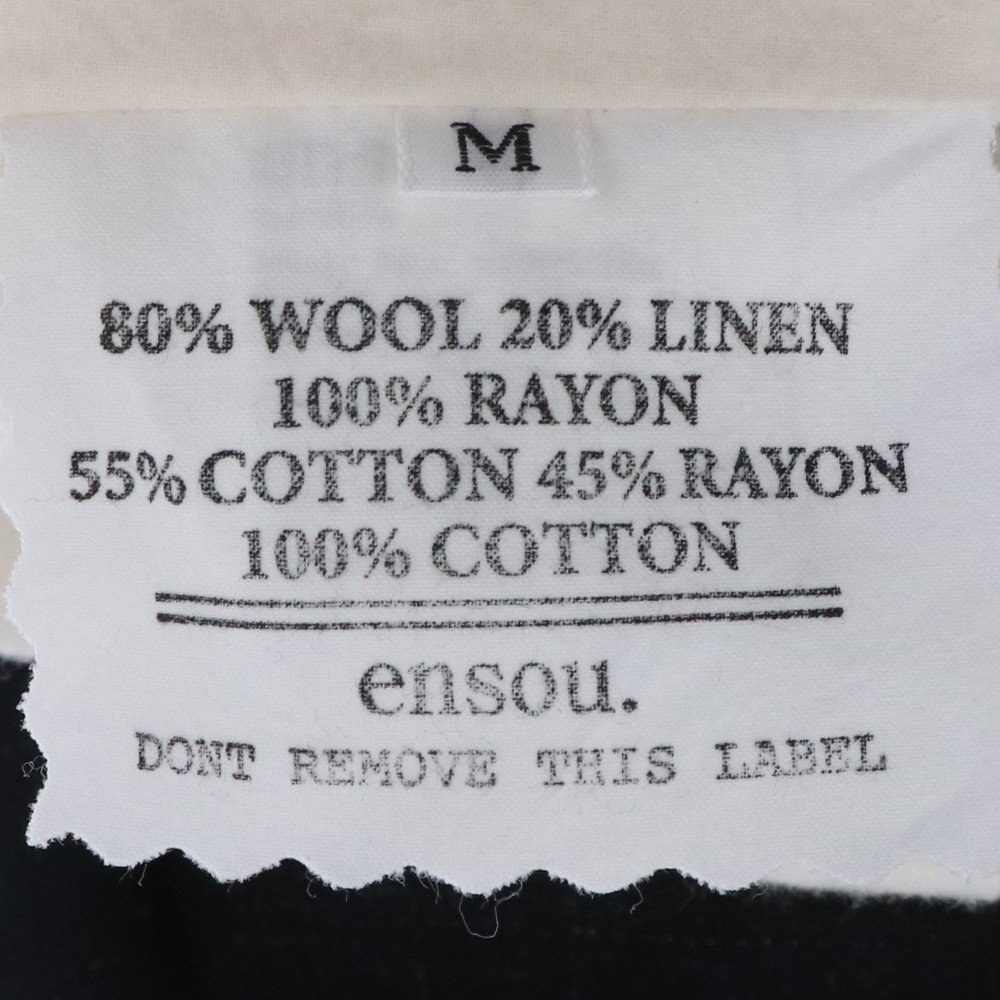 M
80% WOOL 20% LINEN
100% RAYON
55% COTTON 45% RAYON
100% COTTON
ensou.
DONT REMOVE THIS LABEL